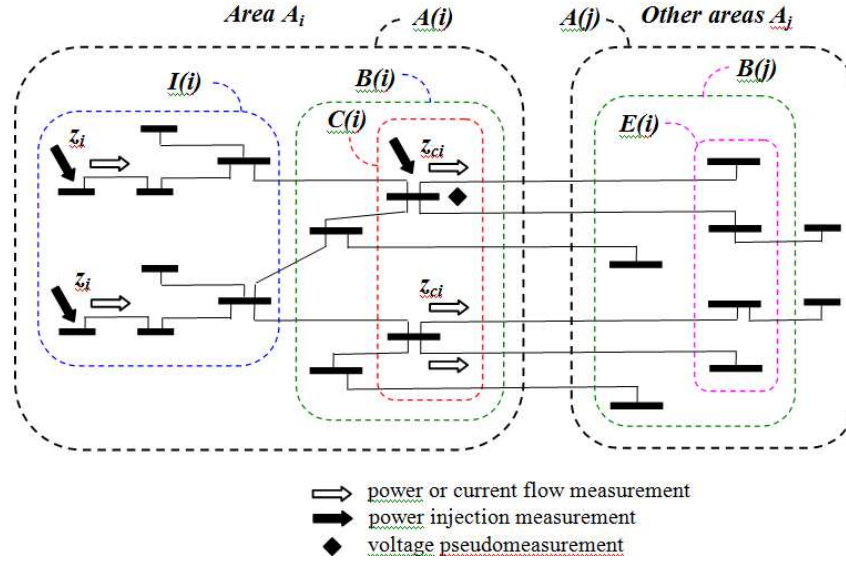 Area Ai A(i) A(j) Other areas Aj
I(i) B(i) B(j)
C(i) E(i)
zi zci
zi zci
power or current flow measurement
power injection measurement
voltage pseudomeasurement